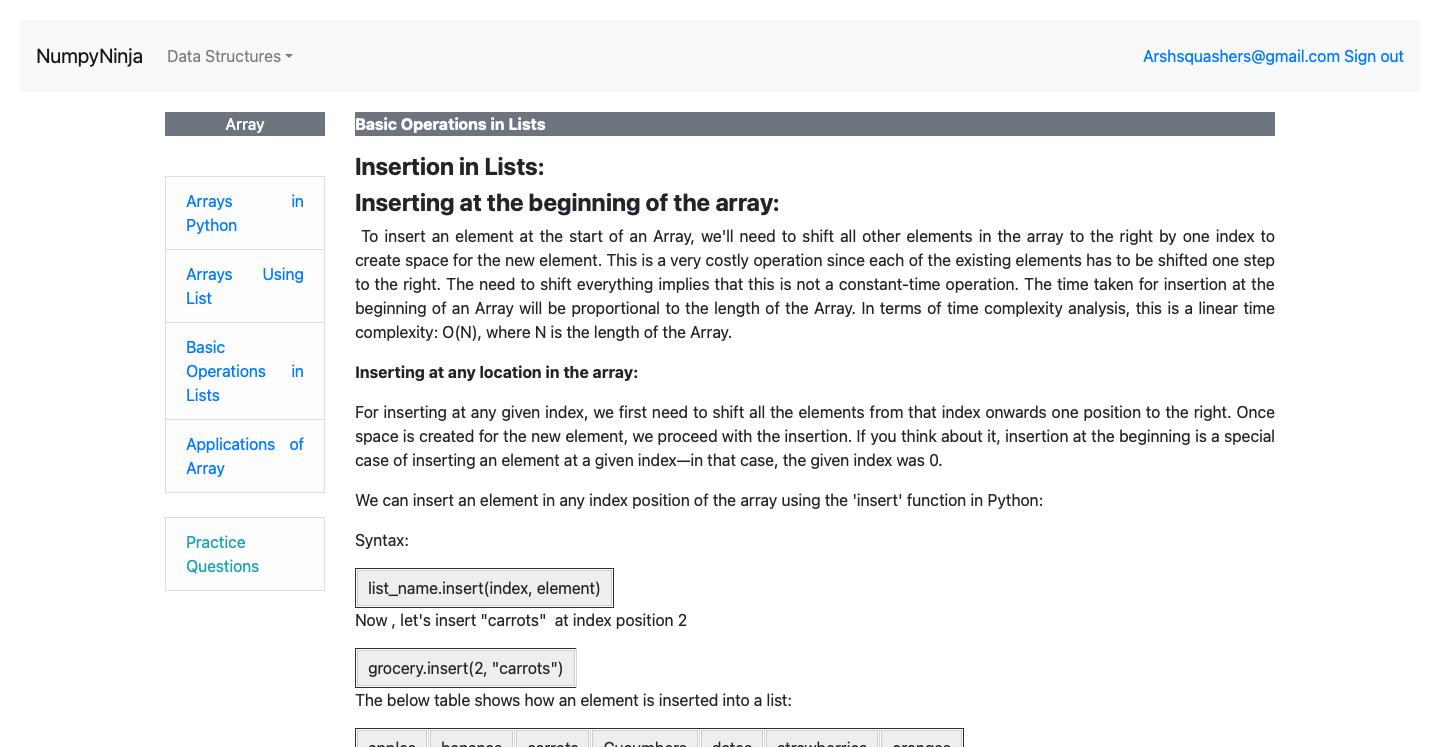 NumpyNinja Data Structures Arshsquashers@gmail.com Sign out
Array
Arrays in
Python
Arrays Using
List
Basic
Operations in
Lists
Applications of
Array
Practice
Questions
Basic Operations in Lists
Insertion in Lists:
Inserting at the beginning of the array:
To insert an element at the start of an Array, we'll need to shift all other elements in the array to the right by one index to
create space for the new element. This is a very costly operation since each of the existing elements has to be shifted one step
to the right. The need to shift everything implies that this is not a constant-time operation. The time taken for insertion at the
beginning of an Array will be proportional to the length of the Array. In terms of time complexity analysis, this is a linear time
complexity: O(N), where N is the length of the Array.
Inserting at any location in the array:
For inserting at any given index, we first need to shift all the elements from that index onwards one position to the right. Once
space is created for the new element, we proceed with the insertion. If you think about it, insertion at the beginning is a special
case of inserting an element at a given index—in that case, the given index was 0.
We can insert an element in any index position of the array using the 'insert' function in Python:
Syntax:
list_name.insert(index, element)
Now , let's insert "carrots"  at index position 2
grocery.insert(2, "carrots")
The below table shows how an element is inserted into a list:
apples bananas carrots Cucumbers dates strawberries oranges